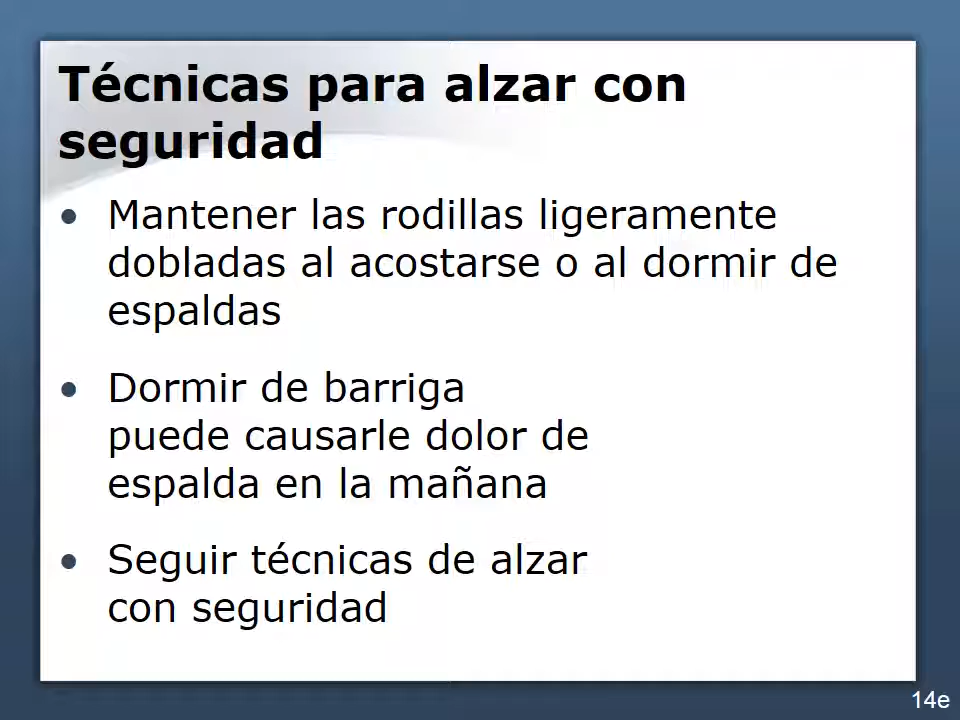 Técnicas para alzar con
seguridad
• Mantener las rodillas ligeramente
dobladas al acostarse o al dormir de
espaldas
• Dormir de barriga
puede causarle dolor de
espalda en la mañana
• Seguir técnicas de alzar
con seguridad
14e